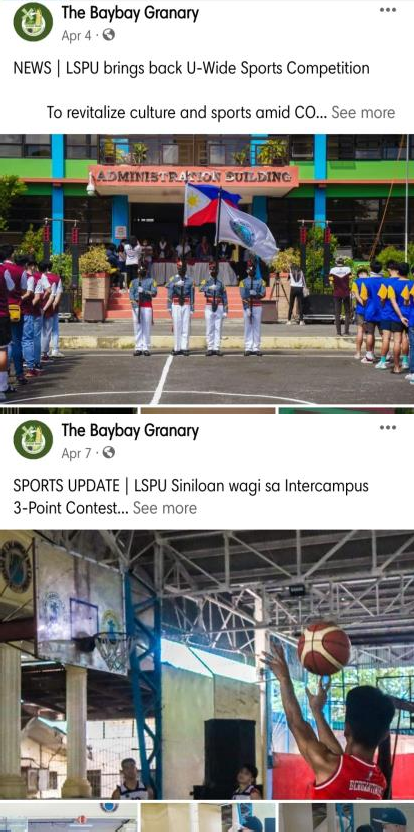 The Baybay Granary
Apr 4 ·
NEWS | LSPU brings back U-Wide Sports Competition
To revitalize culture and sports amid CO... See more
ADMINISTRATION BUILDING
The Baybay Granary
Apr 7 ·
SPORTS UPDATE | LSPU Siniloan wagi sa Intercampus
3-Point Contest... See more